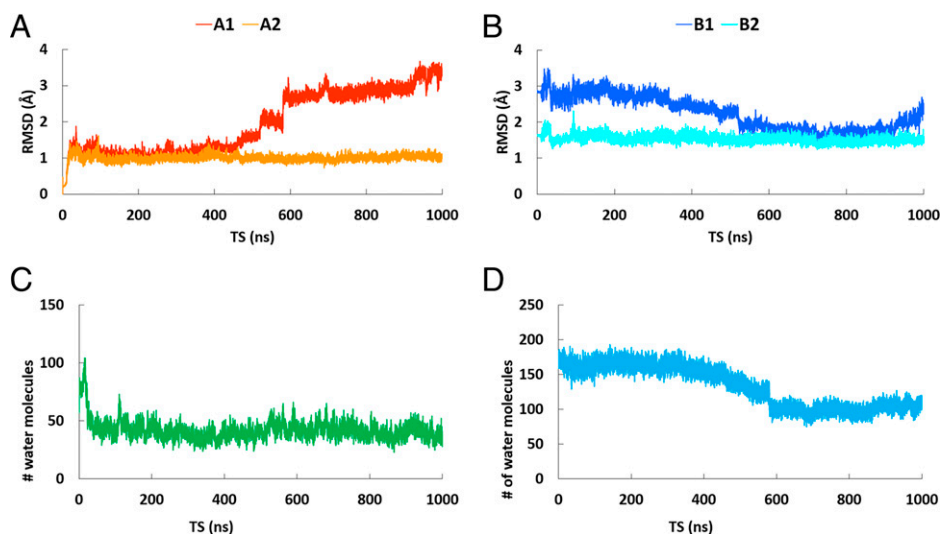 A
A1 A2
RMSD (Å)
4
3
2
1
0
0 200 400 600 800 1000
TS (ns)
B
B1 B2
RMSD (Å)
4
3
2
1
0
0 200 400 600 800 1000
TS (ns)
C
# water molecules
150
100
50
0
0 200 400 600 800 1000
TS (ns)
D
# of water molecules
250
200
150
100
50
0
0 200 400 600 800 1000
TS (ns)